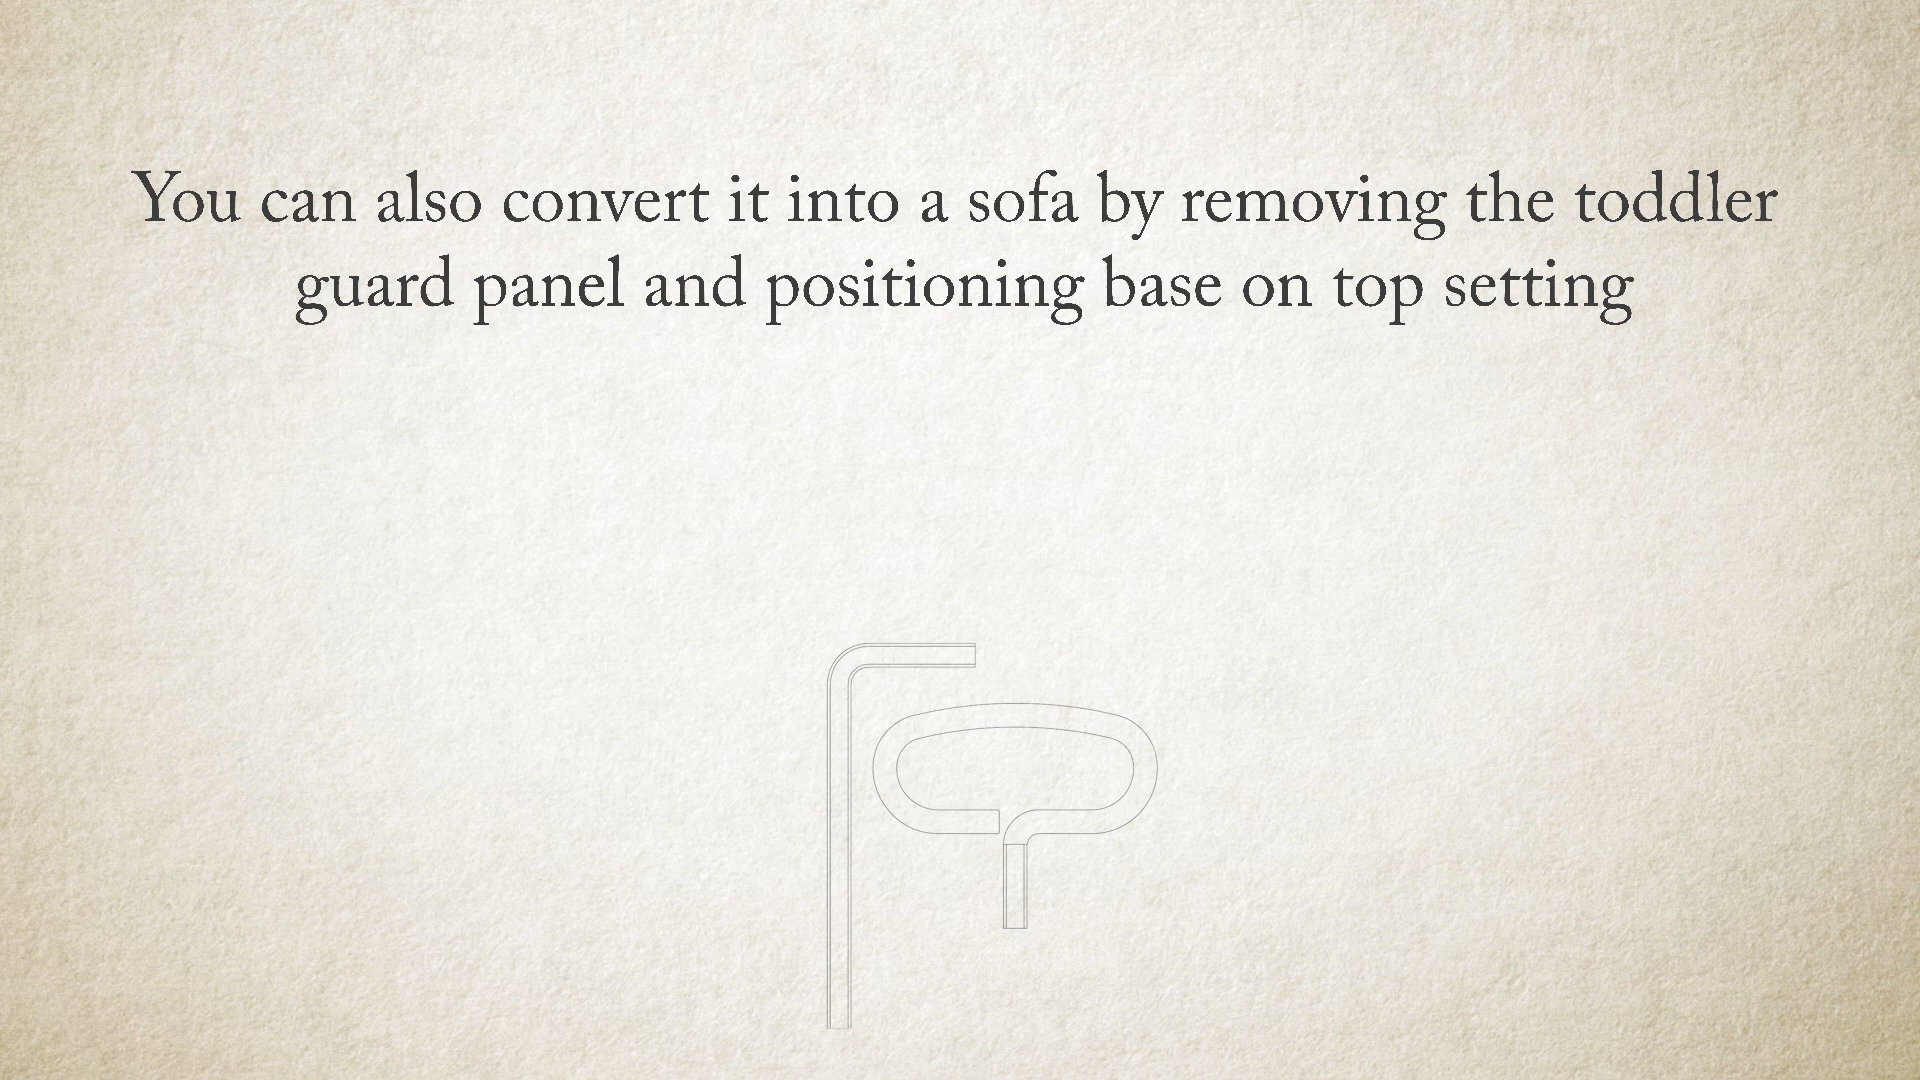 You can also convert it into a sofa by removing the toddler
guard panel and positioning base on top setting